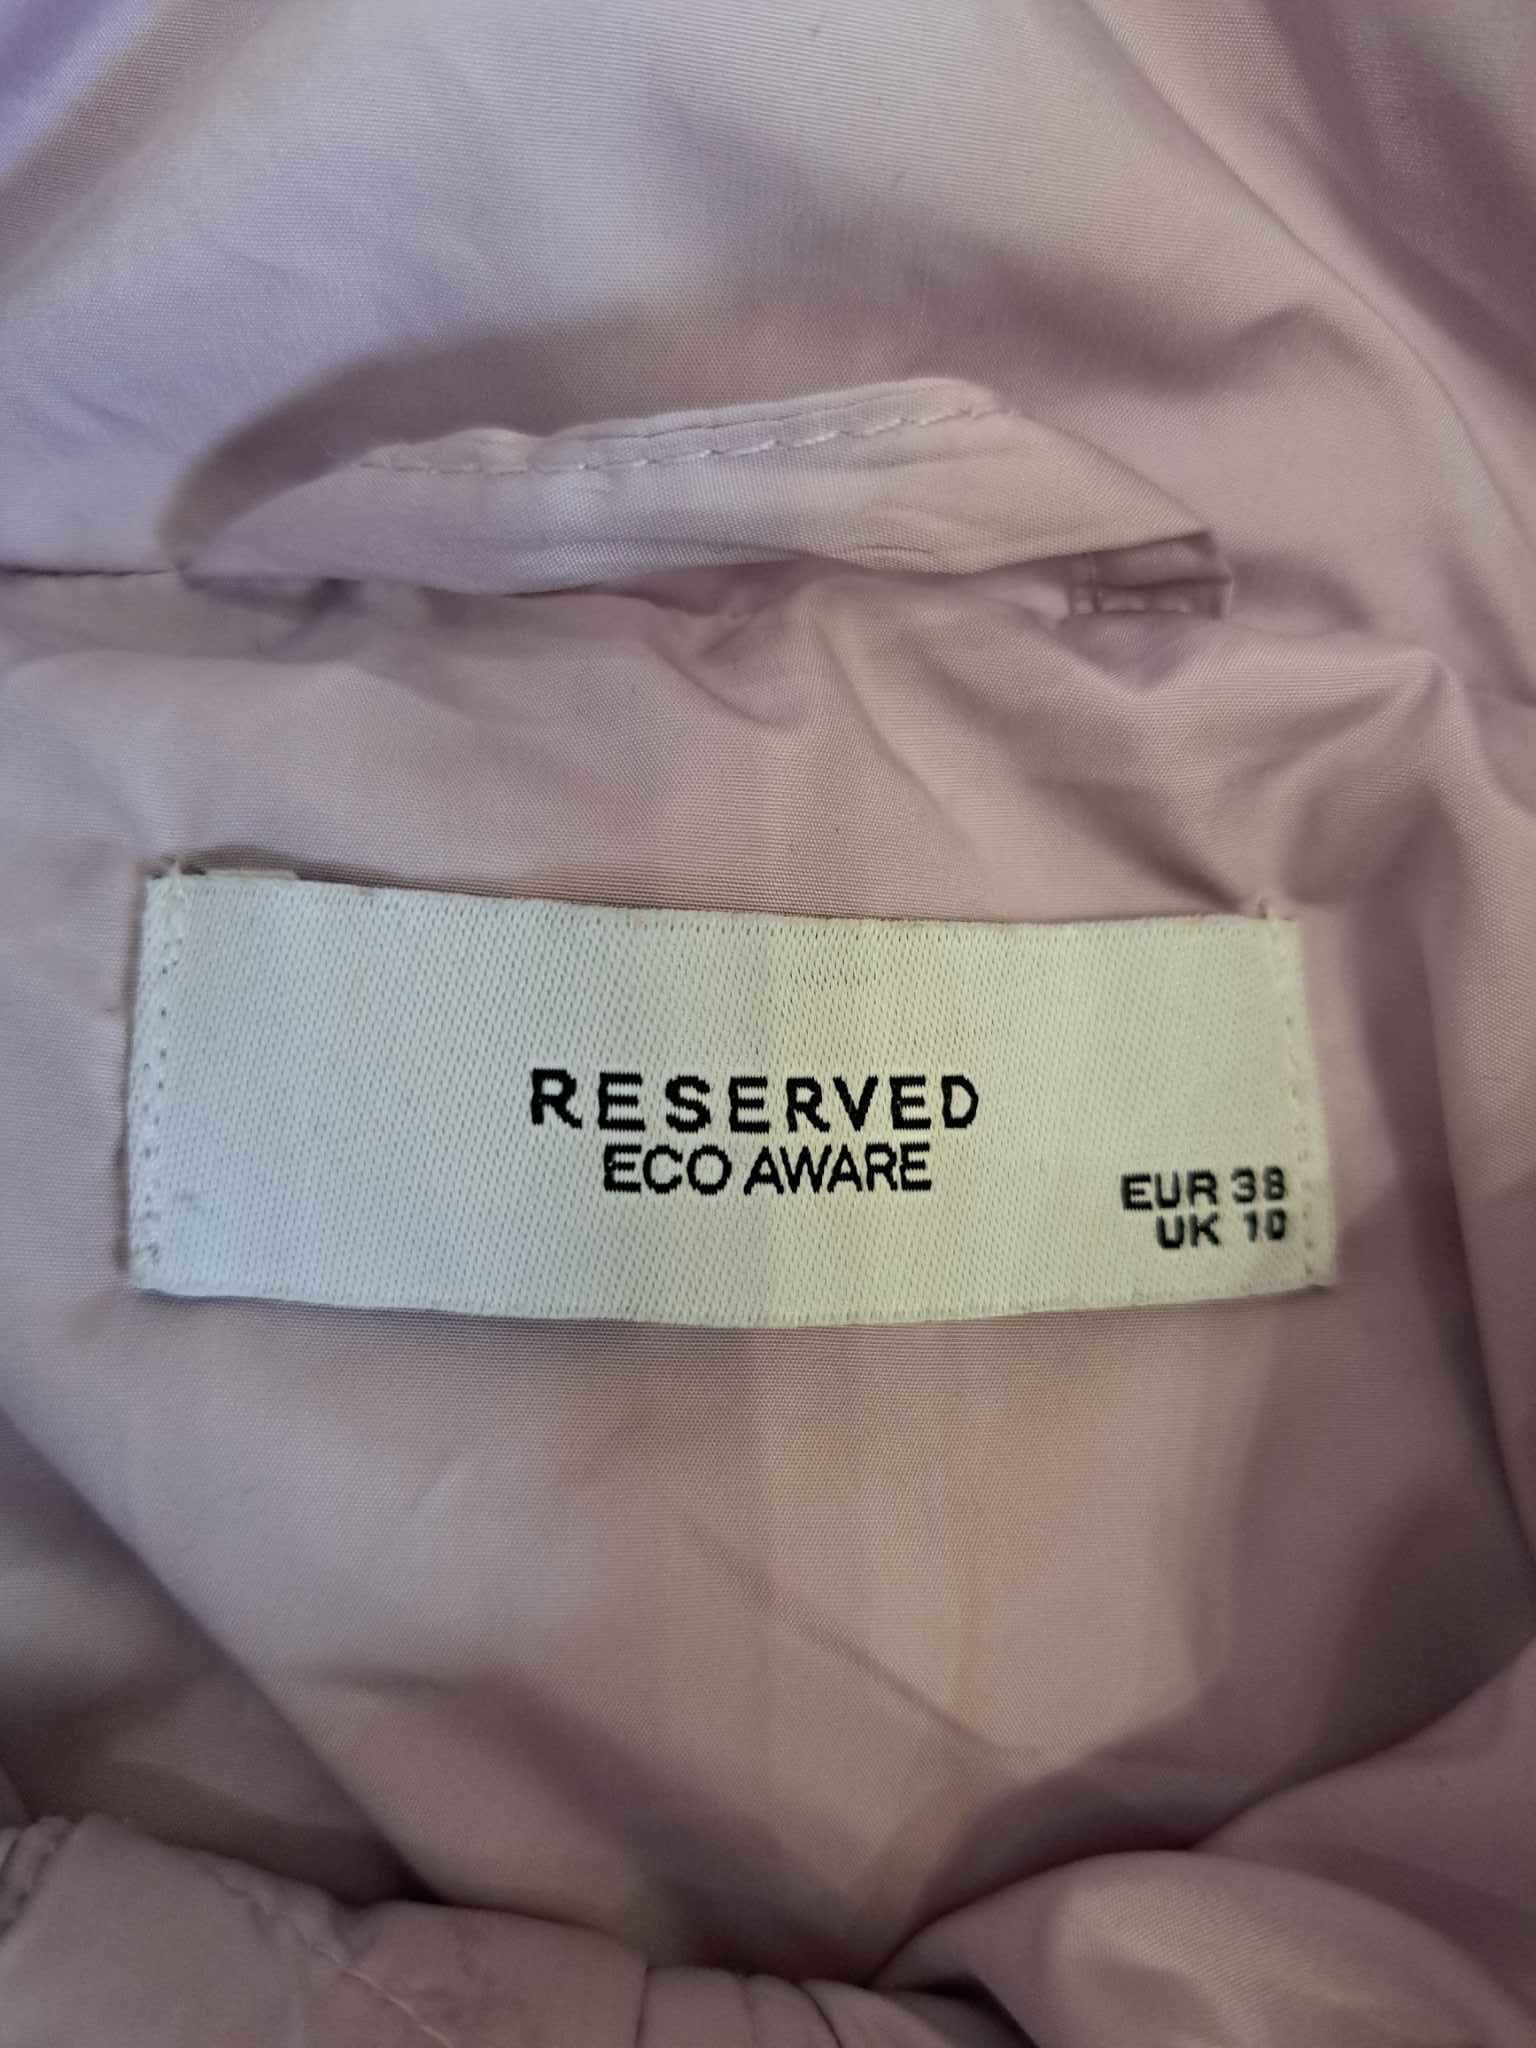 RESERVED
ECO AWARE
EUR 38
UK 10